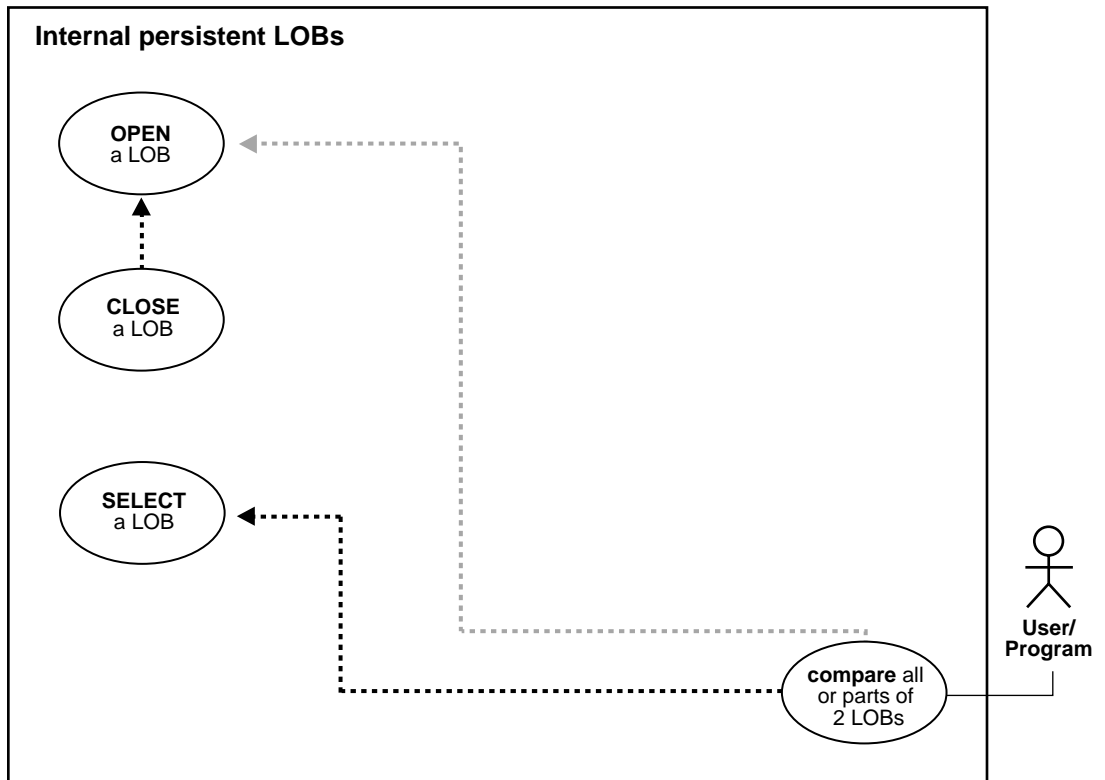 Internal persistent LOBs
OPEN
a LOB
CLOSE
a LOB
SELECT
a LOB
User/
Program
compare all
or parts of
2 LOBs